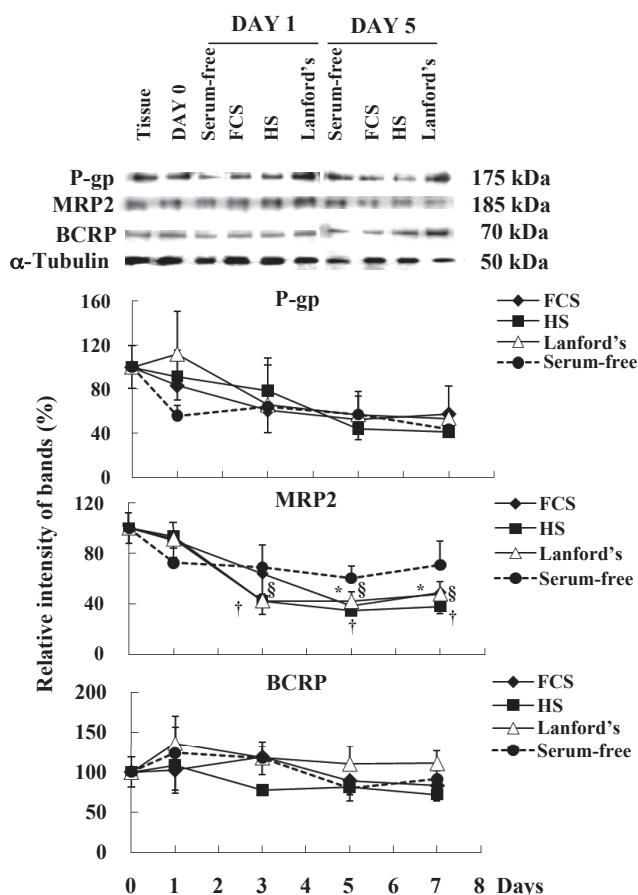 DAY 1 DAY 5
Tissue DAY 0 Serum-free FCS HS Lanford's Serum-free FCS HS Lanford's
P-gp 175 kDa
MRP2 185 kDa
BCRP 70 kDa
α-Tubulin 50 kDa
Relative intensity of bands (%)
P-gp
160
120
80
40
0
FCS
HS
Lanford's
Serum-free
MRP2
120
80
40
0
FCS
HS
Lanford's
Serum-free
† § * § † * § †
BCRP
200
150
100
50
0
FCS
HS
Lanford's
Serum-free
0 1 2 3 4 5 6 7 8 Days